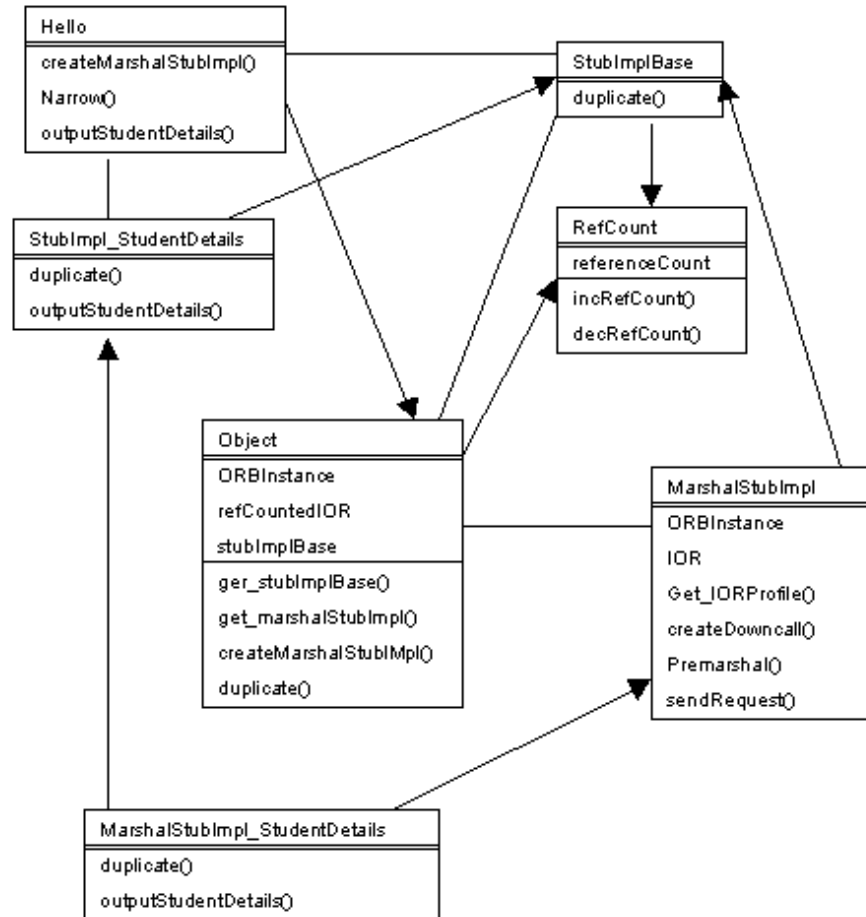 Hello
createMarshalStubImpl()
Narrow()
outputStudentDetails()
StubImplBase
duplicate()
StubImpl_StudentDetails
duplicate()
outputStudentDetails()
RefCount
referenceCount
incRefCount()
decRefCount()
Object
ORBInstance
refCountedIOR
stubImplBase
ger_stubImplBase()
get_marshalStubImpl()
createMarshalStubIMpl()
duplicate()
MarshalStubImpl
ORBInstance
IOR
Get_IORProfile()
createDowncall()
Premarshal()
sendRequest()
MarshalStubImpl_StudentDetails
duplicate()
outputStudentDetails()